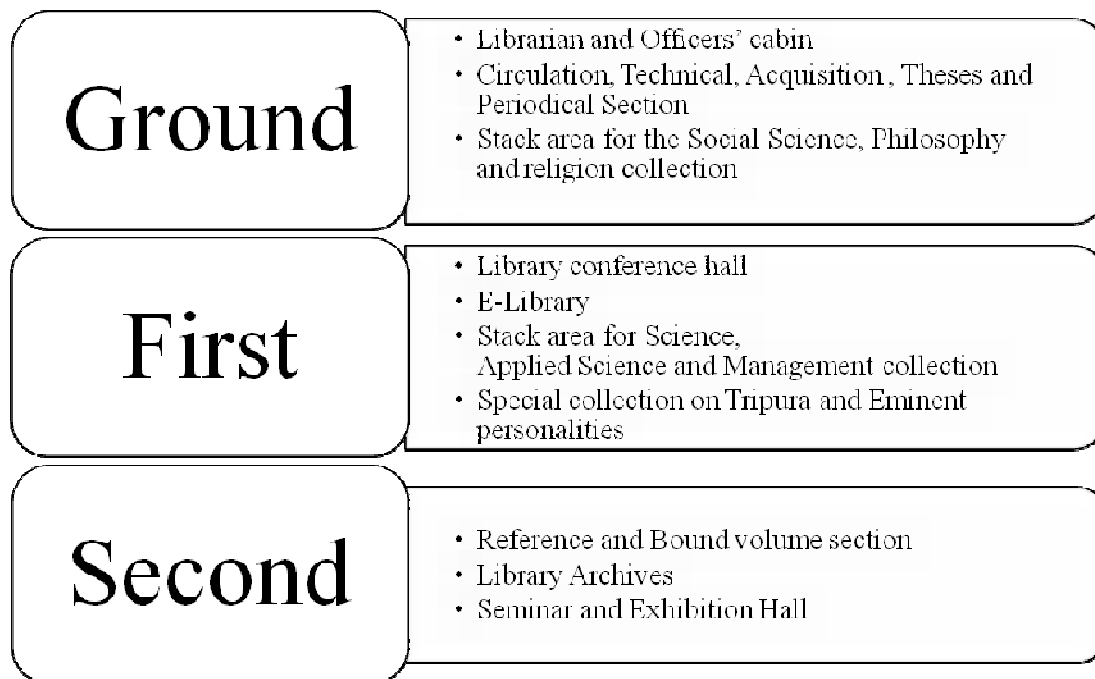 Ground
• Librarian and Officers' cabin
• Circulation, Technical, Acquisition , Theses and
Periodical Section
• Stack area for the Social Science, Philosophy
and religion collection
First
• Library conference hall
• E-Library
• Stack area for Science,
Applied Science and Management collection
• Special collection on Tripura and Eminent
personalities
Second
• Reference and Bound volume section
• Library Archives
• Seminar and Exhibition Hall